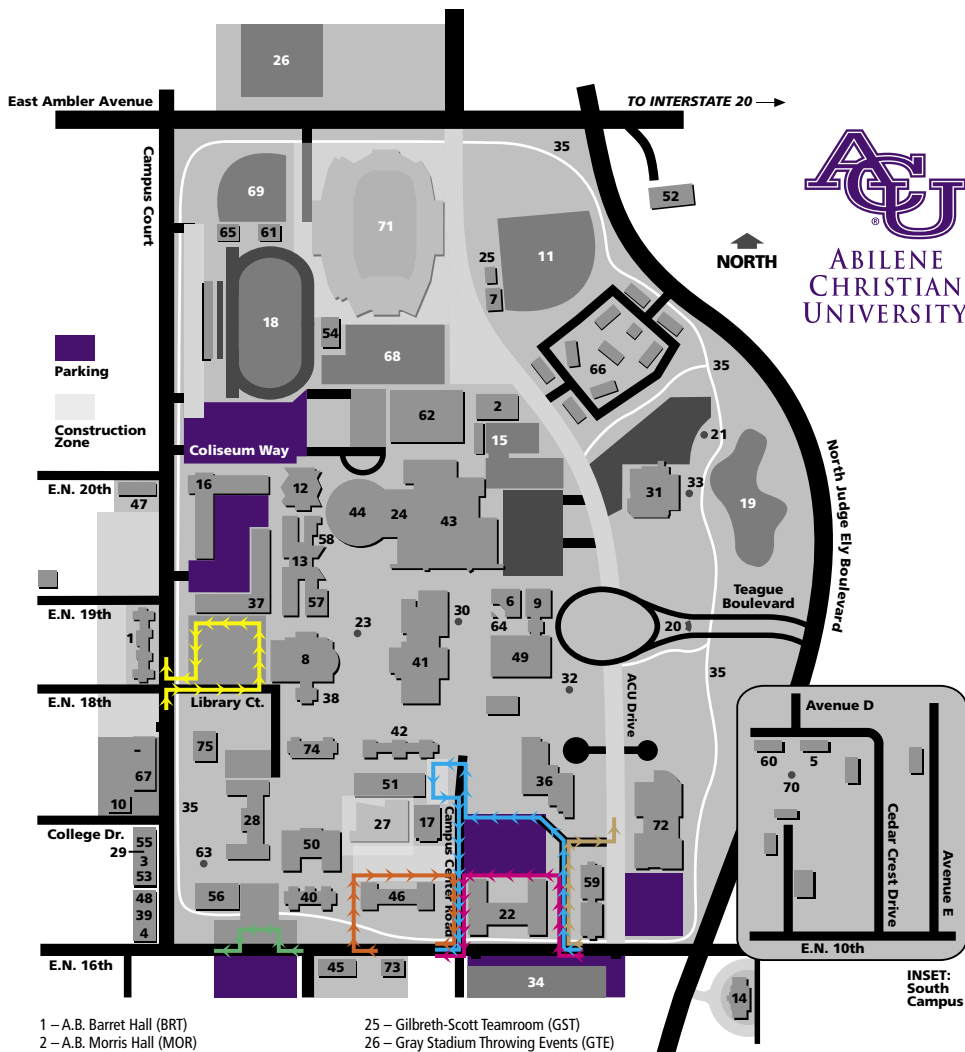 26
East Ambler Avenue
TO INTERSTATE 20
35
Campus Court
69
52
ACU
®
71
65
61
25
11
NORTH
ABILENE
CHRISTIAN
UNIVERSITY
7
18
54
Parking
68
66
35
Construction
Zone
62
2
21
Coliseum Way
15
North Judge Ely Boulevard
E.N. 20th
16
12
31
33
47
44
24
43
19
58
13
Teague
Boulevard
E.N. 19th
37
57
6
9
1
23
30
64
20
8
41
49
35
E.N. 18th
Library Ct.
38
32
ACU Drive
Avenue D
42
75
74
60
5
67
51
36
70
10
35
College Dr.
28
27
17
Campus Center Road
72
Cedar Crest Drive
Avenue E
55
29
3
50
63
53
59
48
56
40
46
22
39
4
E.N. 10th
E.N. 16th
45
73
34
INSET:
South
Campus
14
1 – A.B. Barret Hall (BRT)
2 – A.B. Morris Hall (MOR)
25 – Gilbreth-Scott Teamroom (GST)
26 – Gray Stadium Throwing Events (GTE)